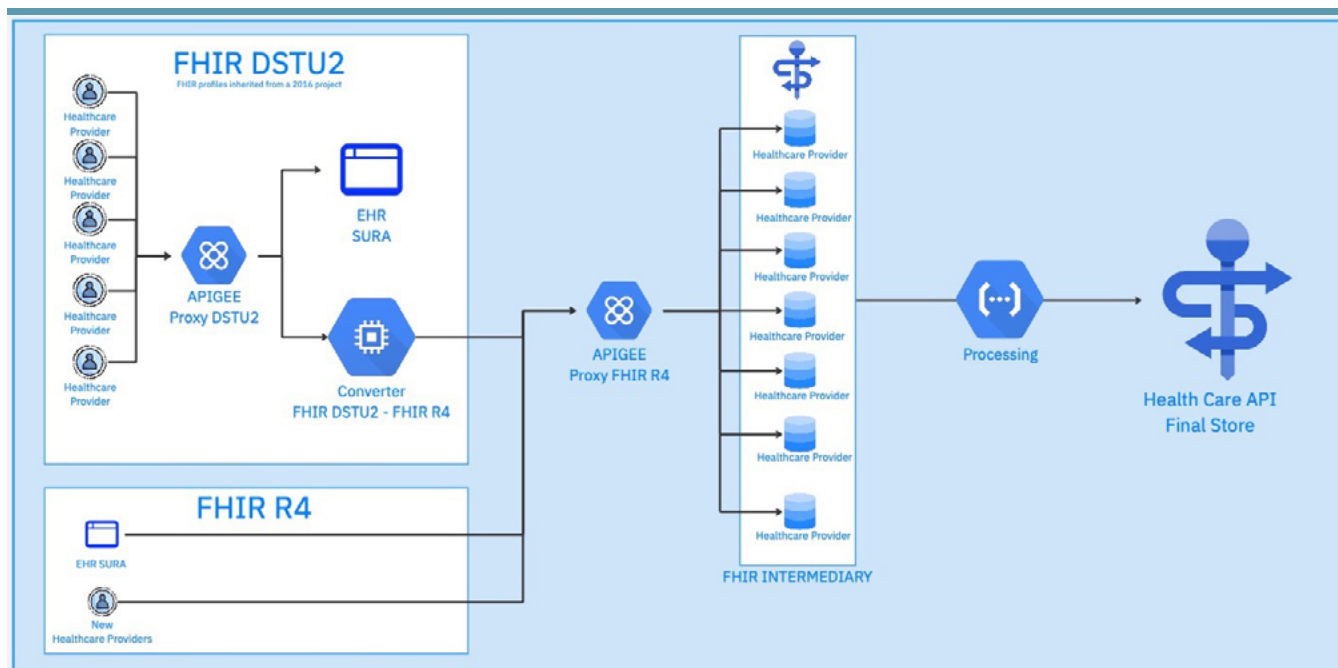 FHIR DSTU2
FHIR profiles inherited from a 2016 project
Healthcare
Provider
Healthcare
Provider
Healthcare
Provider
Healthcare
Provider
Healthcare
Provider
APIGEE
Proxy DSTU2
EHR
SURA
Converter
FHIR DSTU2 - FHIR R4
FHIR R4
EHR SURA
New
Healthcare Providers
APIGEE
Proxy FHIR R4
Healthcare Provider
Healthcare Provider
Healthcare Provider
Healthcare Provider
Healthcare Provider
Healthcare Provider
Healthcare Provider
FHIR INTERMEDIARY
Processing
Health Care API
Final Store